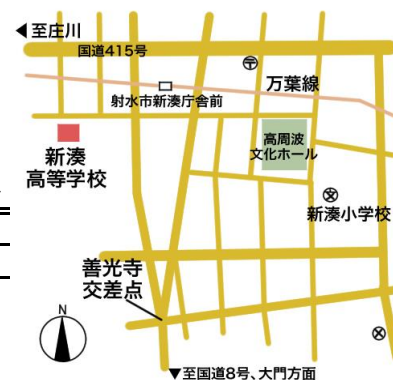 ◀至庄川
国道415号
〒
万葉線
射水市新湊庁舎前
高周波
文化ホール
新湊
高等学校
文
新湊小学校
善光寺
交差点
N
文
▼至国道8号、大門方面